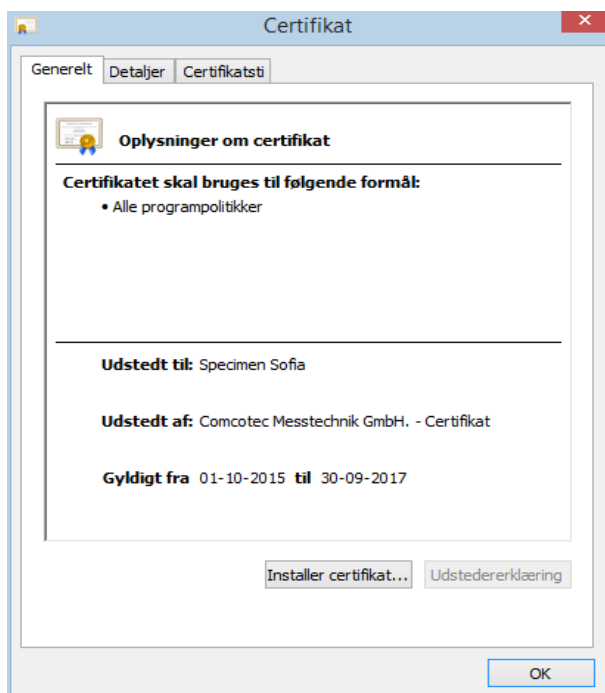 Certifikat
Generelt Detaljer Certifikatsti
Oplysninger om certifikat
Certifikatet skal bruges til følgende formål:
• Alle programpolitikker
Udstedt til: Specimen Sofia
Udstedt af: Comcotec Messtechnik GmbH. - Certifikat
Gyldigt fra 01-10-2015 til 30-09-2017
Installer certifikat... Udstedererklæring
OK